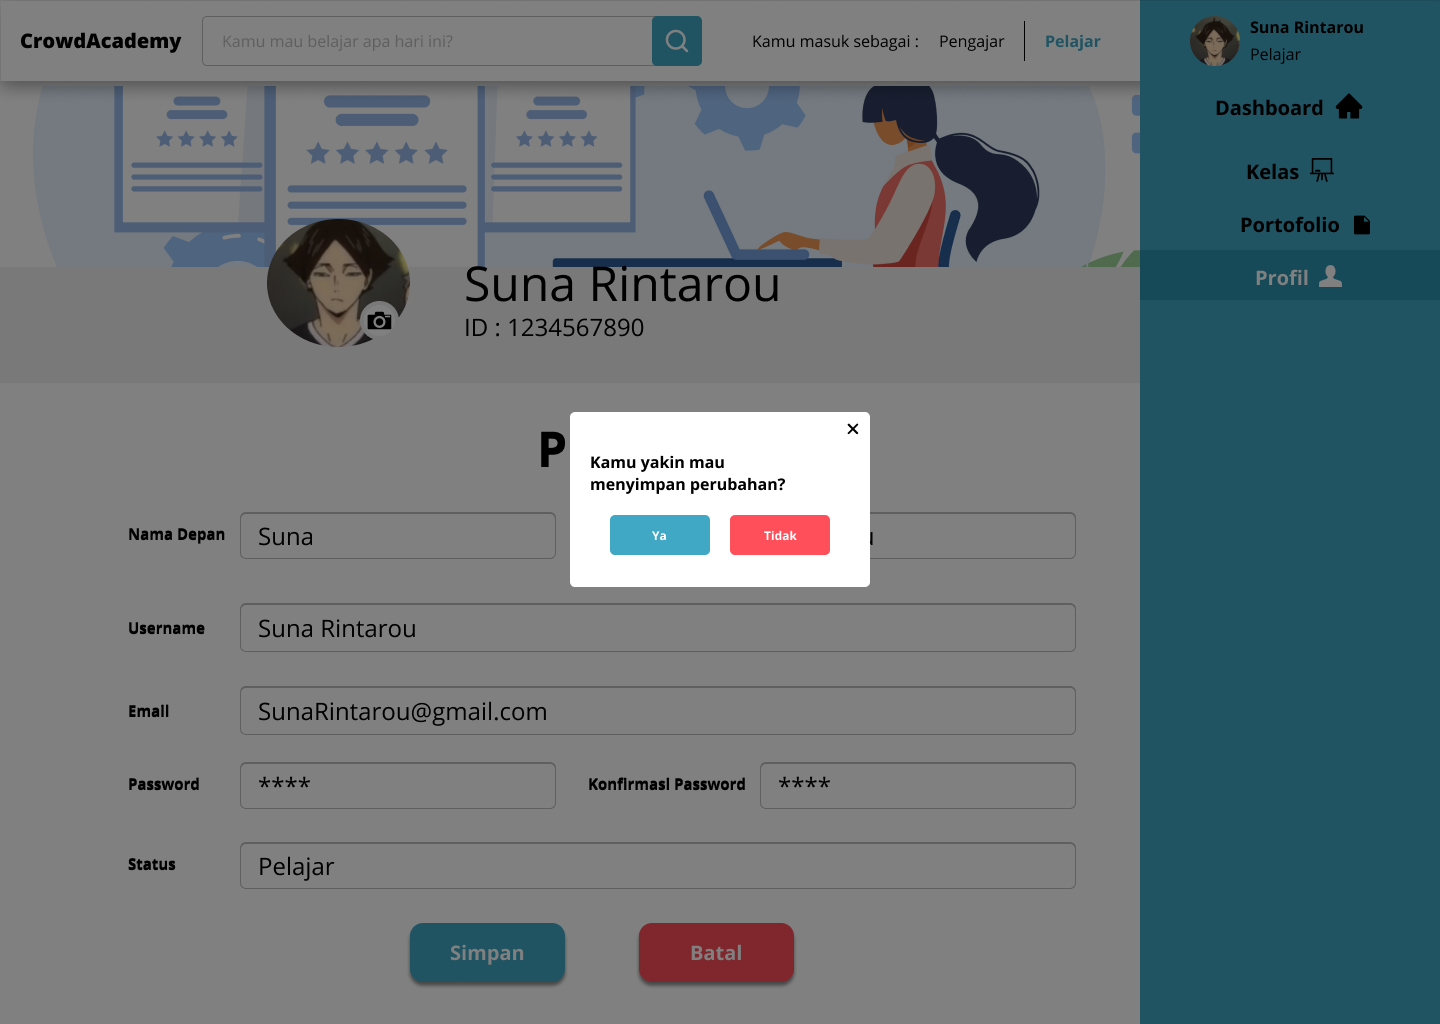 CrowdAcademy
Kamu mau belajar apa hari ini?
Kamu masuk sebagai :
Pengajar
Pelajar
Suna Rintarou
Pelajar
Dashboard
Kelas
Portofolio
Profil
Suna Rintarou
ID : 1234567890
P
Kamu yakin mau
menyimpan perubahan?
Ya
Tidak
Nama Depan
Suna
Username
Suna Rintarou
Email
SunaRintarou@gmail.com
Password
****
Konfirmasi Password
****
Status
Pelajar
Simpan
Batal